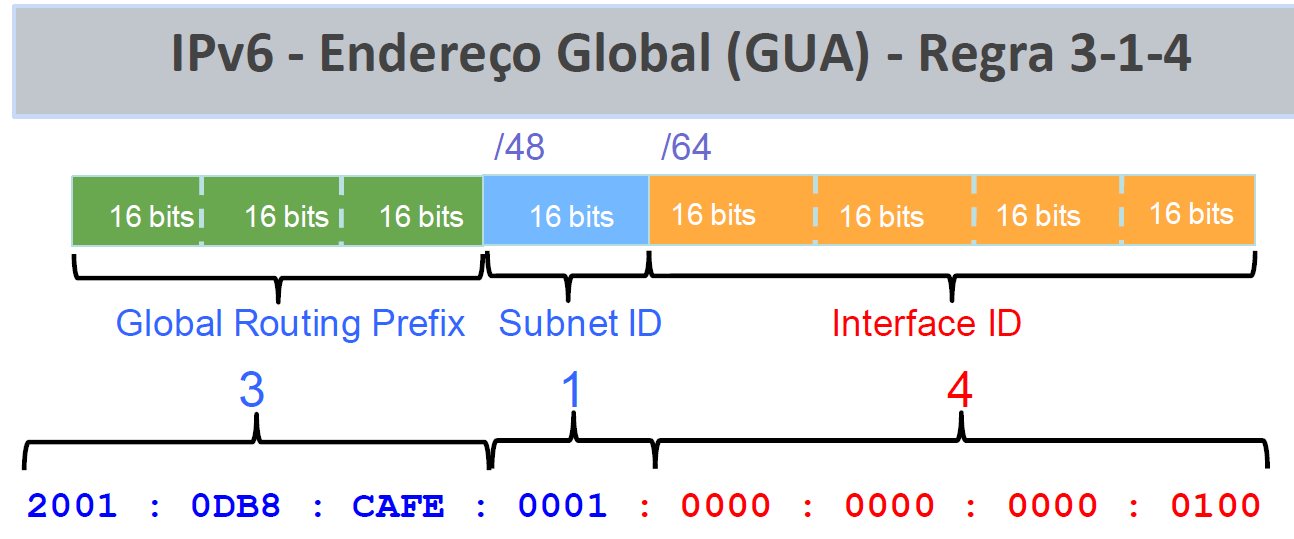 IPv6 - Endereço Global (GUA) - Regra 3-1-4
/48 /64
16 bits 16 bits 16 bits 16 bits 16 bits 16 bits 16 bits 16 bits
Global Routing Prefix Subnet ID Interface ID
3 1 4
2001 : 0DB8 : CAFE : 0001 : 0000 : 0000 : 0000 : 0100